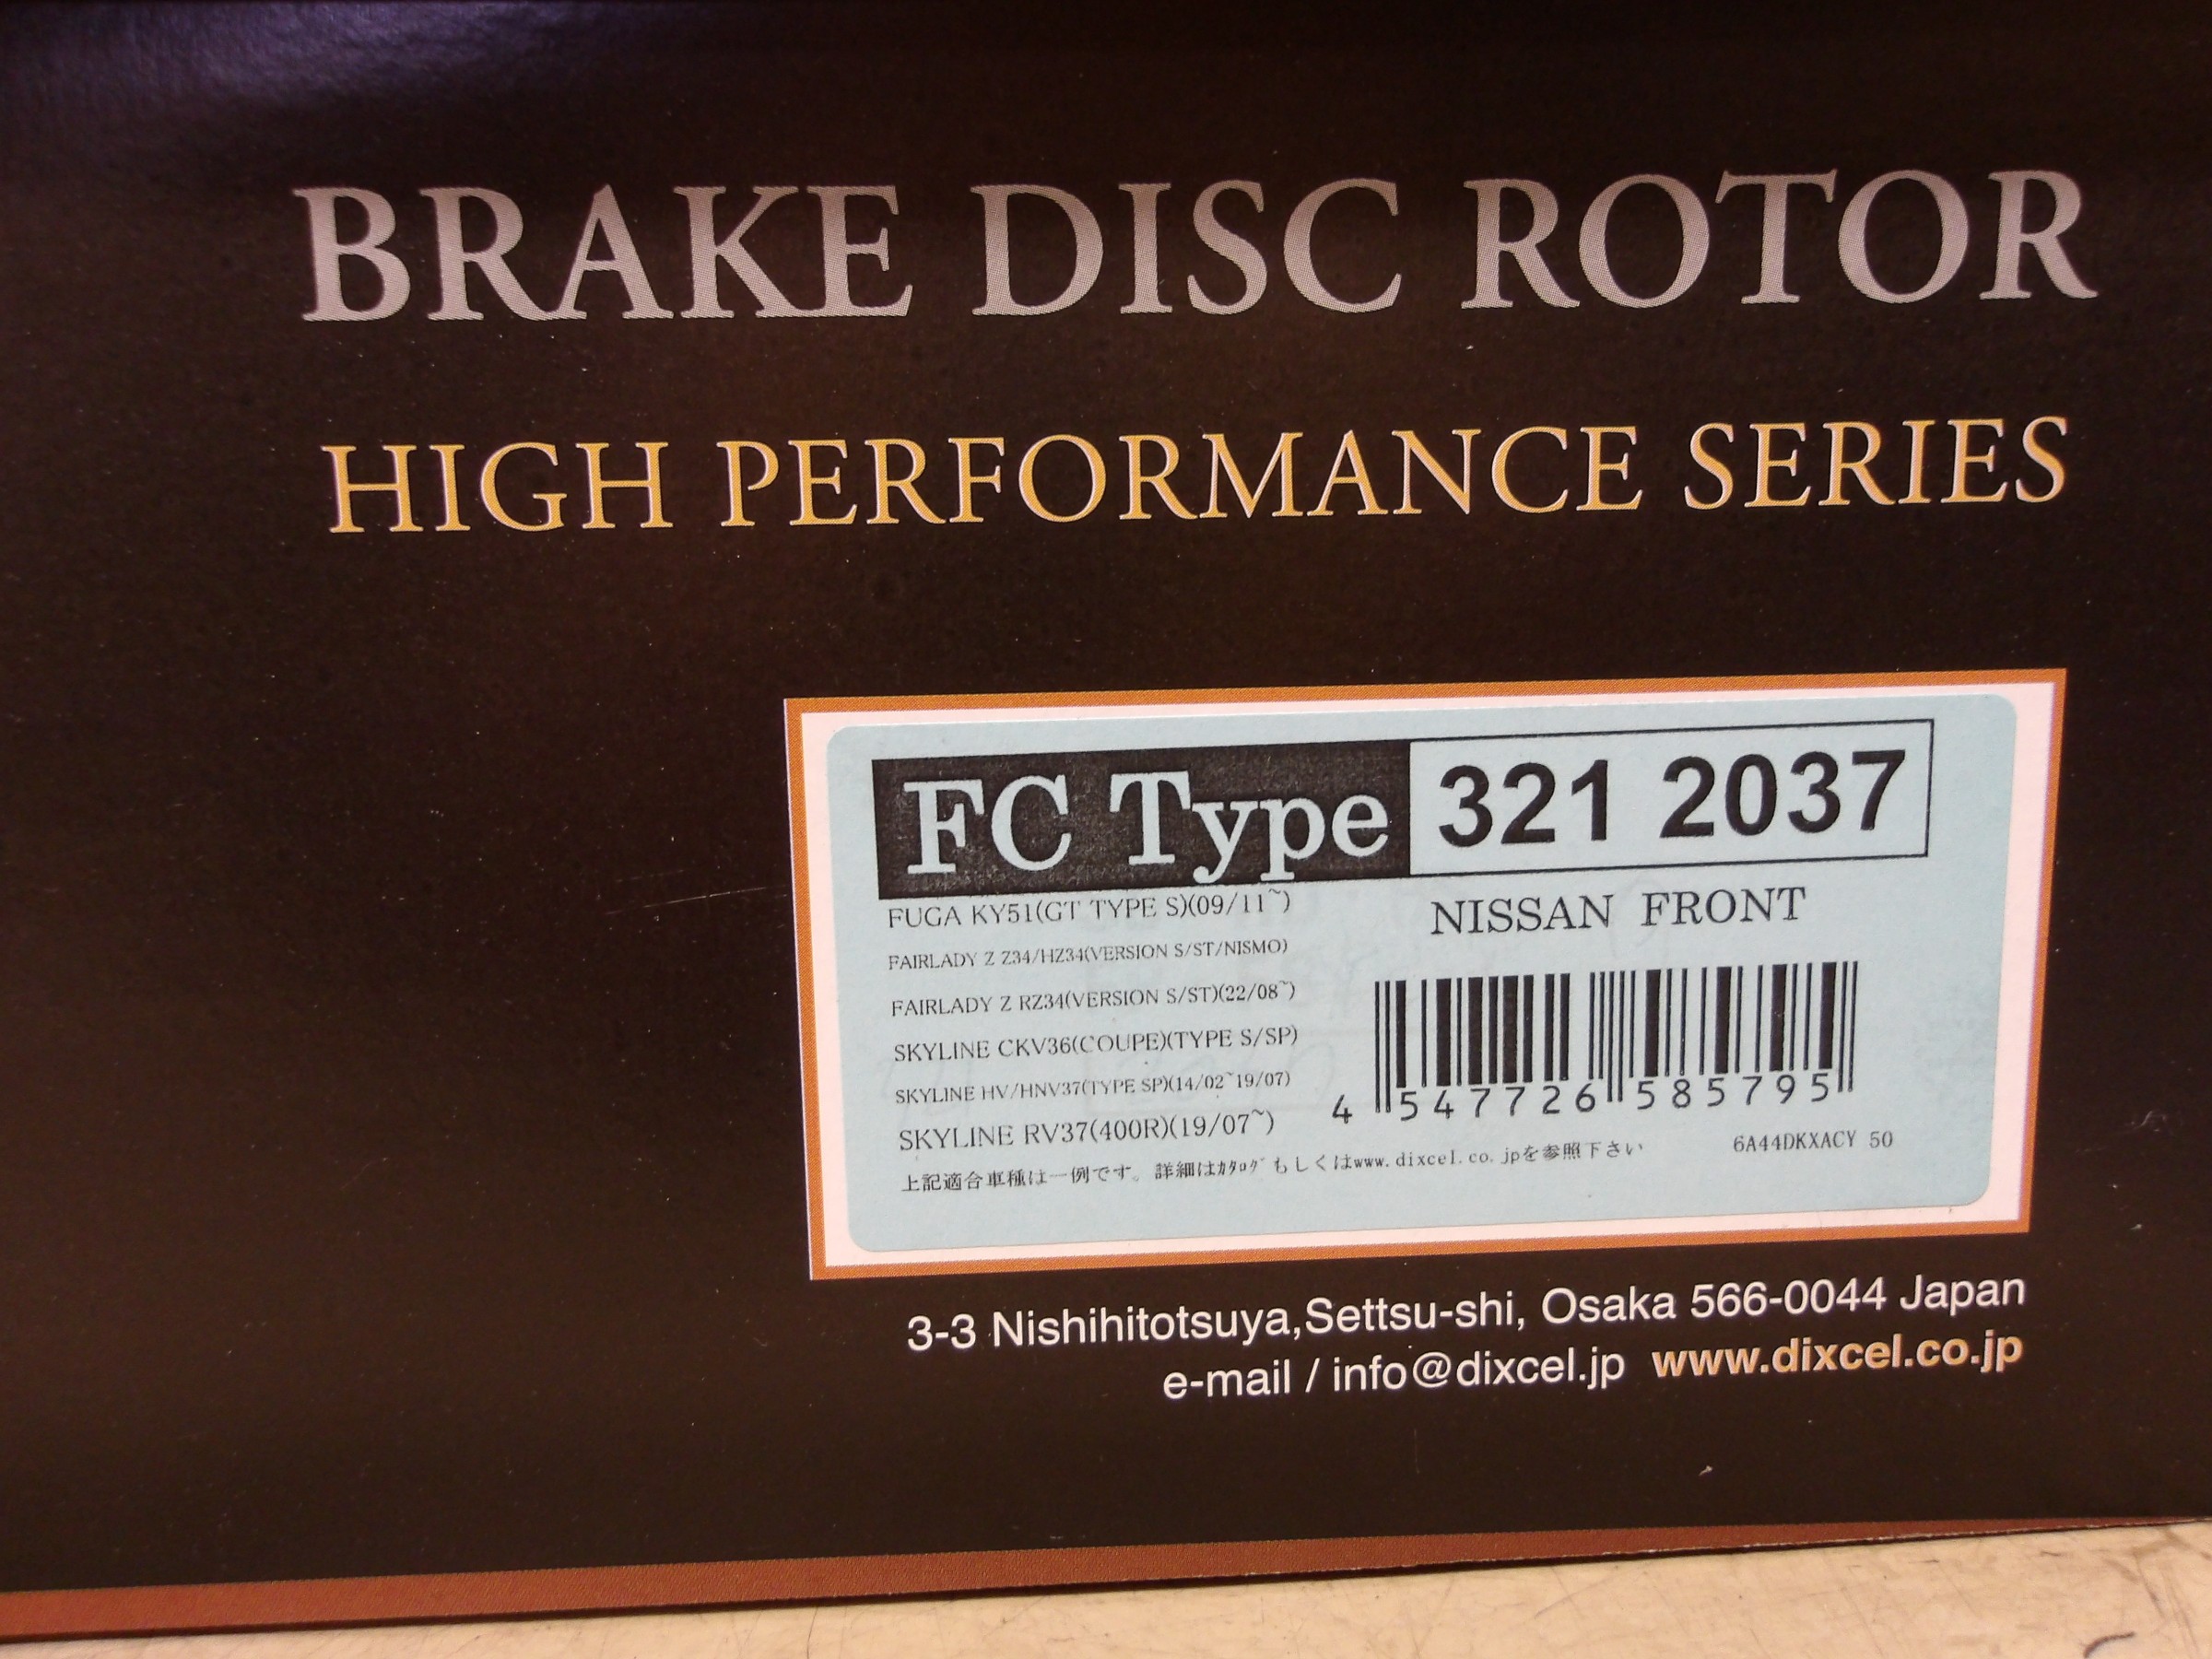 BRAKE DISC ROTOR
HIGH PERFORMANCE SERIES
FC Type 321 2037
FUGA KY51(GT TYPE S)(09/11~)
NISSAN FRONT
FAIRLADY Z Z34/HZ34(VERSION S/ST/NISMO)
FAIRLADY Z RZ34(VERSION S/ST)(22/08~)
SKYLINE CKV36(COUPE)(TYPE S/SP)
SKYLINE HV/HNV37(TYPE SP)(14/02~19/07)
SKYLINE RV37(400R)(19/07~)
4 547726 585795
上記適合車種は一例です。詳細はｶﾀﾛｸﾞもしくはwww.dixcel.co.jpを参照下さい
6A44DKXACY 50
3-3 Nishihitotsuya,Settsu-shi, Osaka 566-0044 Japan
e-mail / info@dixcel.jp www.dixcel.co.jp